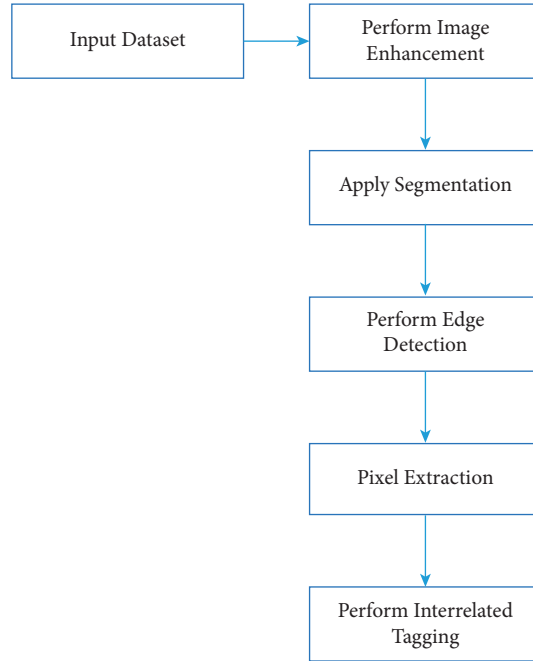 Input Dataset
Perform Image
Enhancement
Apply Segmentation
Perform Edge
Detection
Pixel Extraction
Perform Interrelated
Tagging